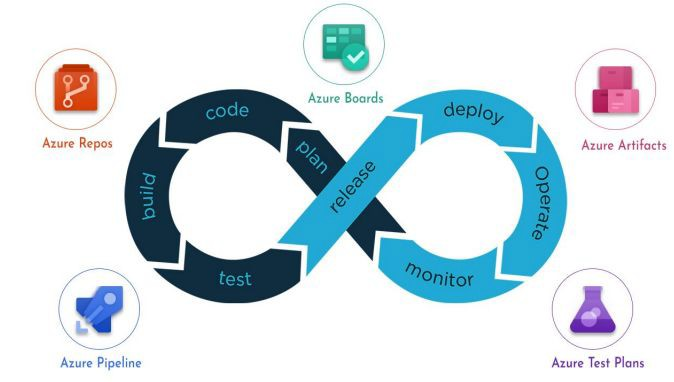 Azure Boards
Azure Repos
Azure Artifacts
code
deploy
plan
release
build
Operate
test
monitor
Azure Pipeline
Azure Test Plans